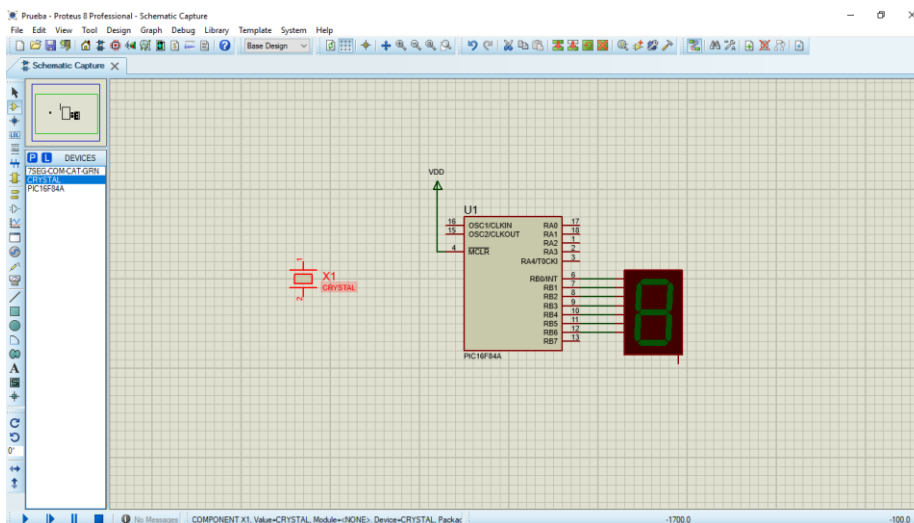 Prueba - Proteus 8 Professional - Schematic Capture
File Edit View Tool Design Graph Debug Library Template System Help
Base Design
Schematic Capture
P L DEVICES
7SEG-COM-CAT-GRN
CRYSTAL
PIC16F84A
VDD
U1
16 OSC1/CLKIN RA0 17
15 OSC2/CLKOUT RA1 18
RA2 1
4 MCLR RA3 2
RA4/T0CKI 3
RB0/INT 6
RB1 7
RB2 8
RB3 9
RB4 10
RB5 11
RB6 12
RB7 13
PIC16F84A
1
X1
CRYSTAL
2
LBL
A
0°
No Messages
COMPONENT X1, Value=CRYSTAL, Module=<NONE>, Device=CRYSTAL, Packag
-1700.0
-100.0